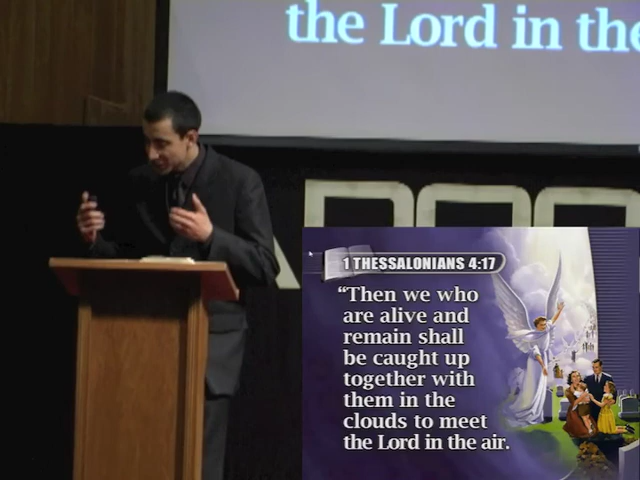 the Lord in the
1 THESSALONIANS 4:17
“Then we who
are alive and
remain shall
be caught up
together with
them in the
clouds to meet
the Lord in the air.